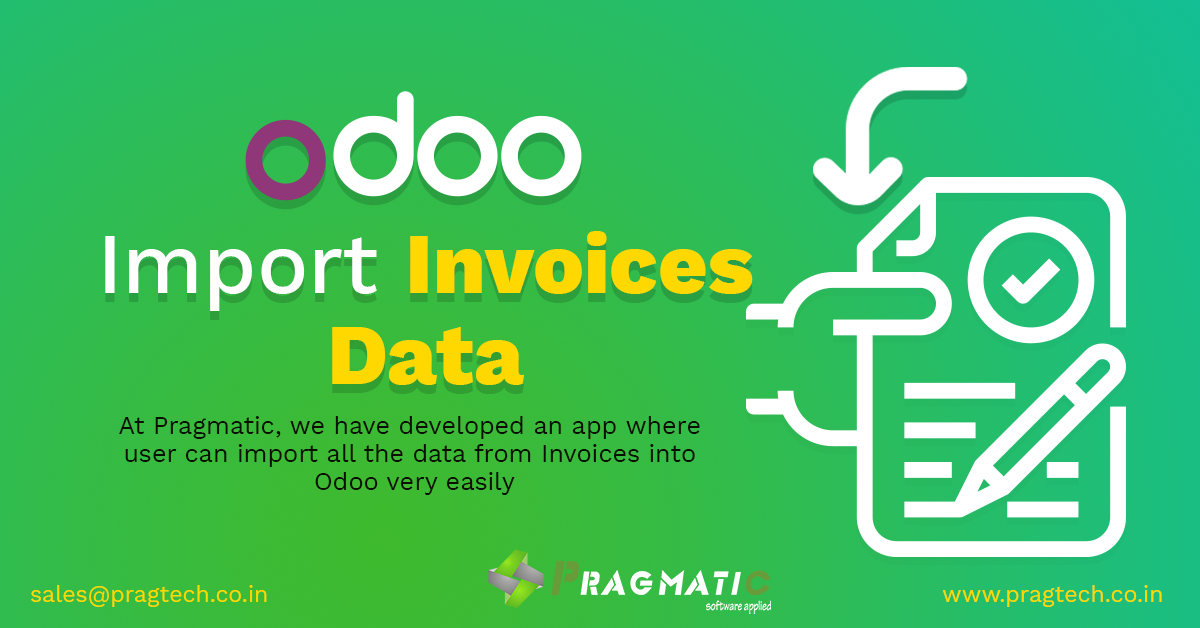 odoo
Import Invoices
Data
At Pragmatic, we have developed an app where
user can import all the data from Invoices into
Odoo very easily
PRAGMATIC
software applied
sales@pragtech.co.in
www.pragtech.co.in